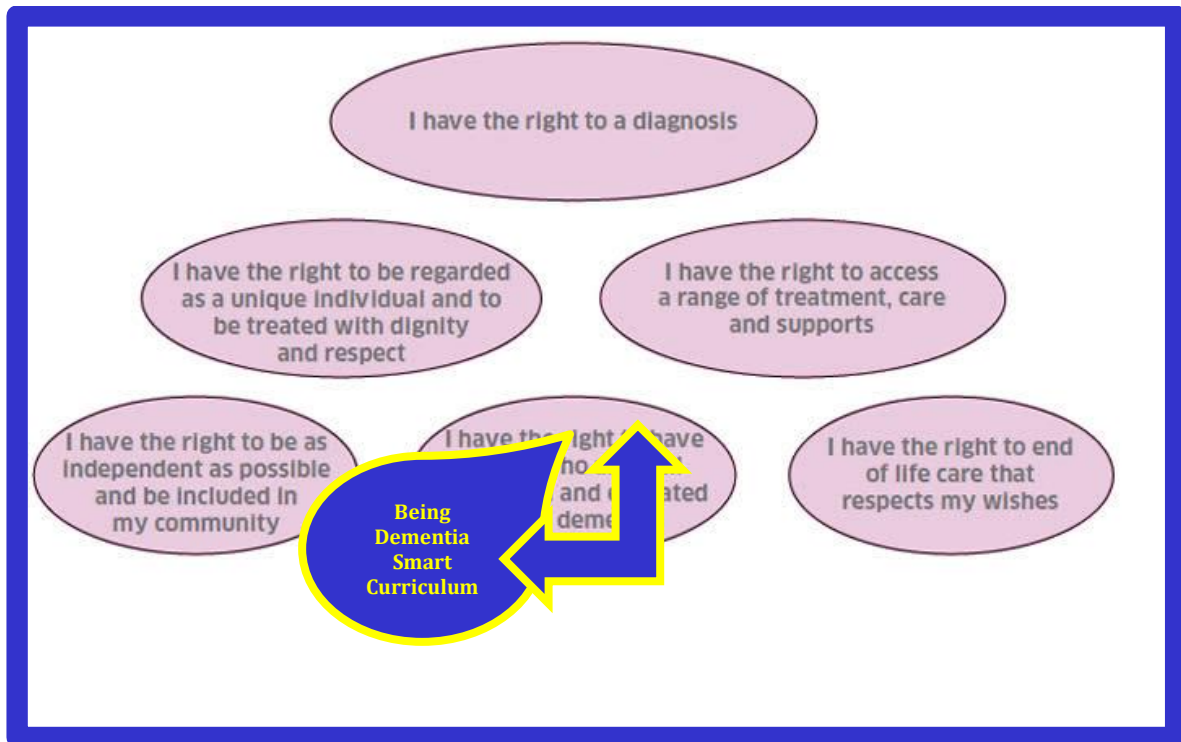 I have the right to a diagnosis
I have the right to be regarded
as a unique individual and to
be treated with dignity
and respect
I have the right to access
a range of treatment, care
and supports
I have the right to be as
independent as possible
and be included in
my community
I have the right have
and
I have the right to end
of life care that
respects my wishes
Being
Dementia
Smart
Curriculum